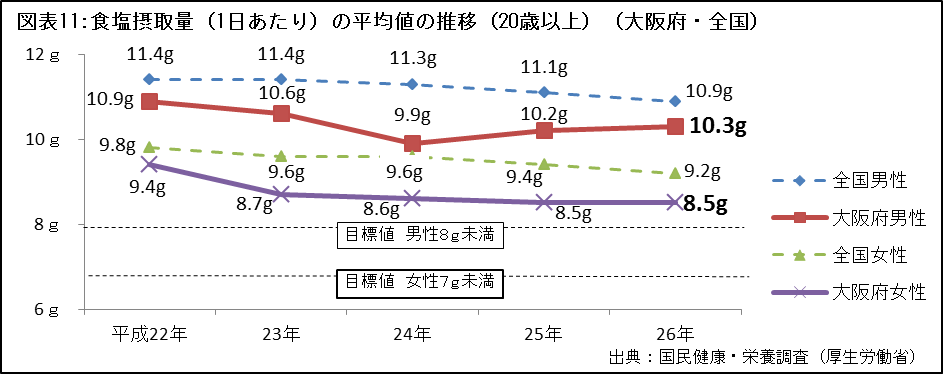 図表11:食塩摂取量（1日あたり）の平均値の推移（20歳以上）（大阪府・全国）
12ｇ
11.4g
11.4g
11.3g
11.1g
10.9g
10.9g
10.6g
9.9g
10.2g
10.3g
10ｇ
9.8g
9.6g
9.6g
9.4g
9.2g
9.4g
8.7g
8.6g
8.5g
8.5g
8ｇ
目標値　男性8ｇ未満
目標値　女性7ｇ未満
6ｇ
平成22年
23年
24年
25年
26年
全国男性
大阪府男性
全国女性
大阪府女性
出典：国民健康・栄養調査（厚生労働省）